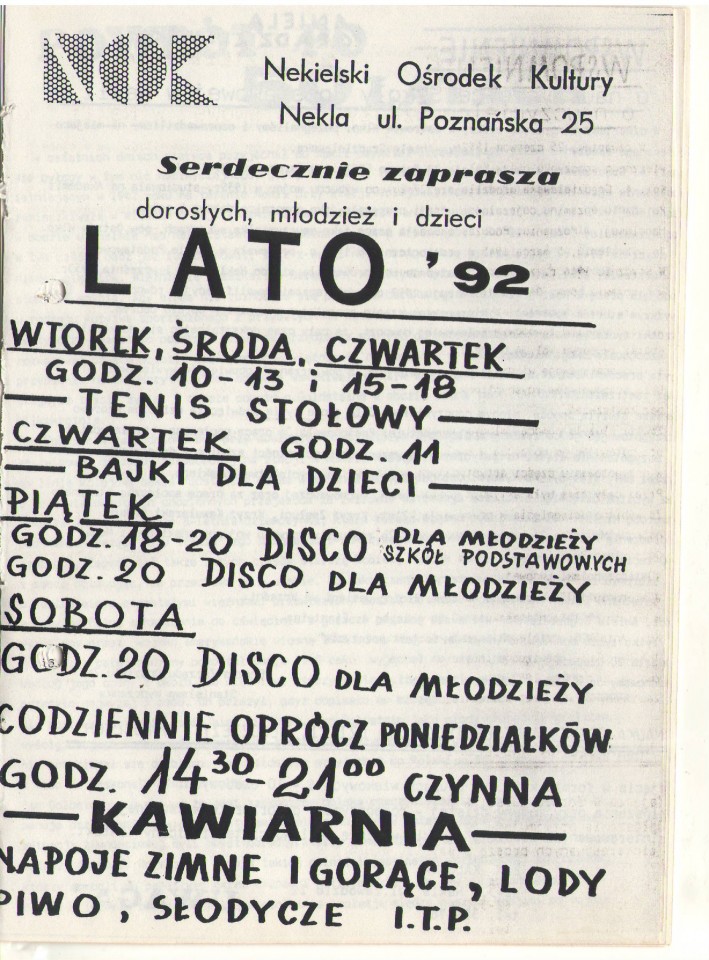 NOK
Nekielski Ośrodek Kultury
Nekla ul. Poznańska 25
Serdecznie zaprasza
dorosłych, młodzież i dzieci
LATO '92
WTOREK, ŚRODA, CZWARTEK
GODZ. 10-13 i 15-18
— TENIS STOŁOWY —
CZWARTEK GODZ. 11
— BAJKI DLA DZIECI —
PIĄTEK
GODZ. 18-20 DISCO DLA MŁODZIEŻY
SZKÓŁ PODSTAWOWYCH
GODZ. 20 DISCO DLA MŁODZIEŻY
SOBOTA
GODZ. 20 DISCO DLA MŁODZIEŻY
CODZIENNIE OPRÓCZ PONIEDZIAŁKÓW
GODZ. 14³⁰-21⁰⁰ CZYNNA
— KAWIARNIA —
NAPOJE ZIMNE I GORĄCE, LODY
PIWO, SŁODYCZE I.T.P.